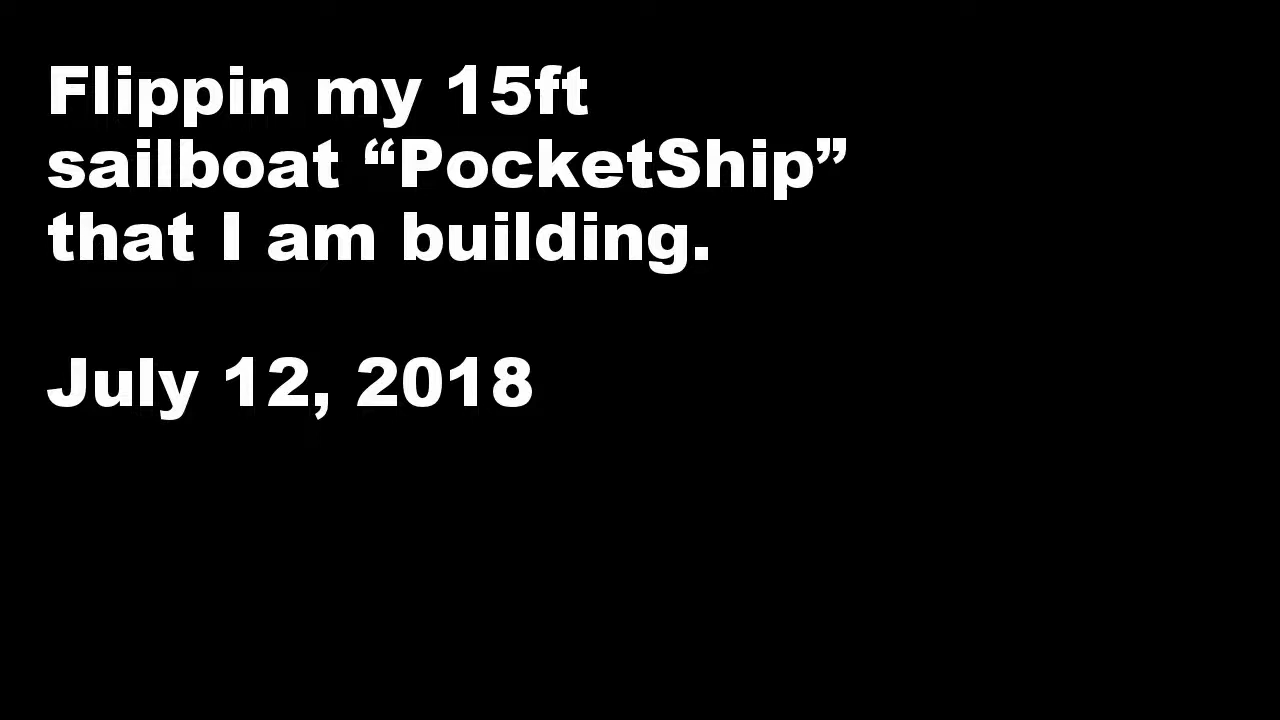 Flippin my 15ft
sailboat “PocketShip”
that I am building.
July 12, 2018